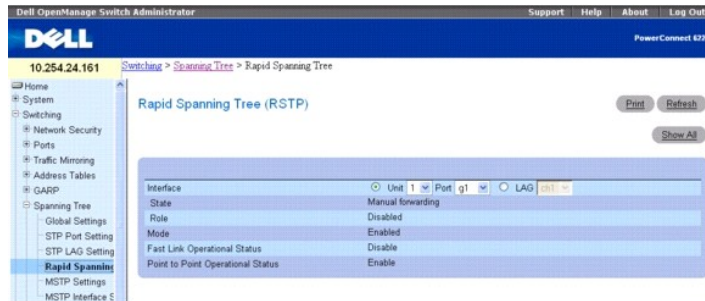 Dell OpenManage Switch Administrator Support Help About Log Out
DELL
PowerConnect 622
10.254.24.161
Switching > Spanning Tree > Rapid Spanning Tree
Home
System
Switching
Network Security
Ports
Traffic Mirroring
Address Tables
GARP
Spanning Tree
Global Settings
STP Port Setting
STP LAG Setting
Rapid Spanning
MSTP Settings
MSTP Interface S
Rapid Spanning Tree (RSTP)
Print Refresh
Show All
Interface Unit 1 Port g1 LAG ch1
State Manual forwarding
Role Disabled
Mode Enabled
Fast Link Operational Status Disable
Point to Point Operational Status Enable